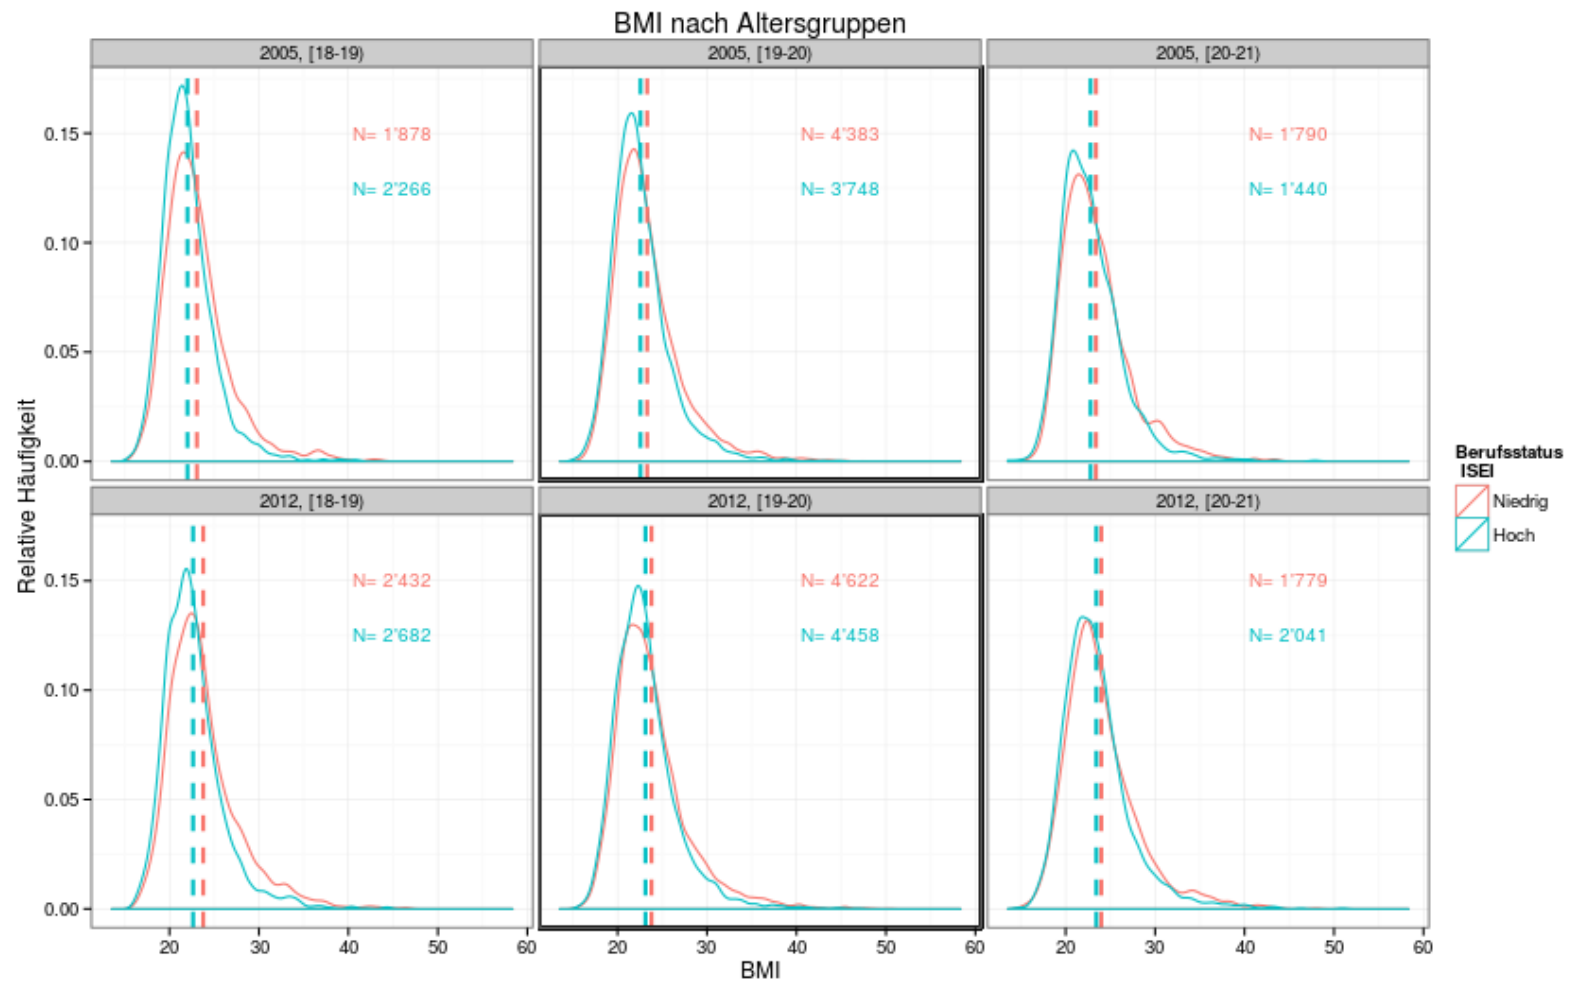 BMI nach Altersgruppen
2005, [18-19)
2005, [19-20)
2005, [20-21)
0.15
0.10
0.05
0.00
N= 1'878
N= 2'266
N= 4'383
N= 3'748
N= 1'790
N= 1'440
Relative Häufigkeit
2012, [18-19)
2012, [19-20)
2012, [20-21)
0.15
0.10
0.05
0.00
N= 2'432
N= 2'682
N= 4'622
N= 4'458
N= 1'779
N= 2'041
20 30 40 50 60
20 30 40 50 60
20 30 40 50 60
BMI
Berufsstatus
ISEI
Niedrig
Hoch